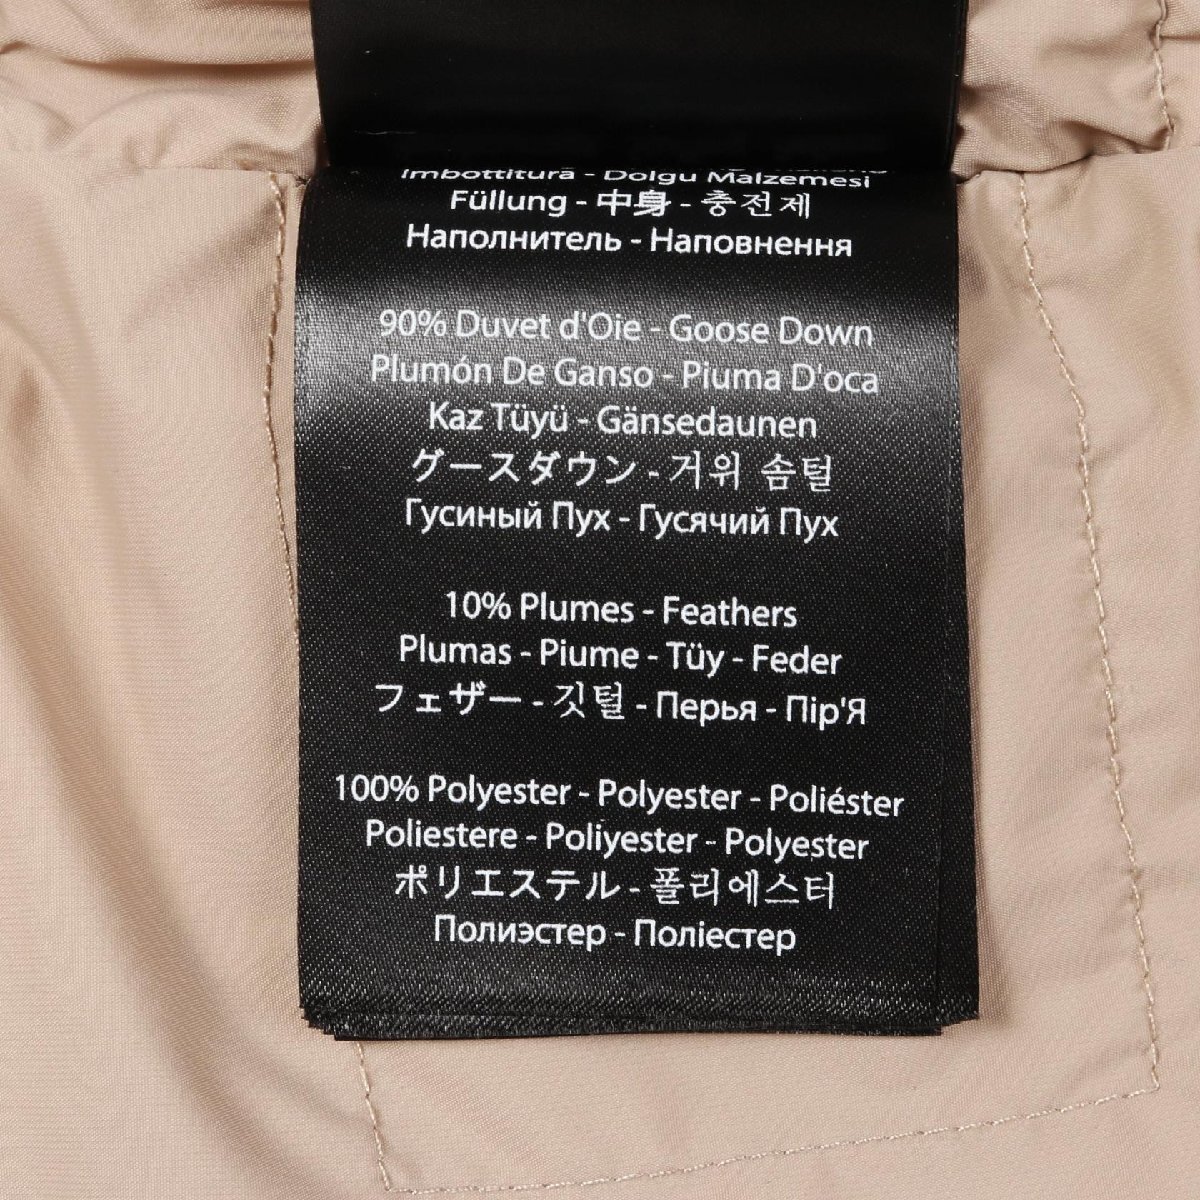 Imbottitura - Dolgu Malzemesi
Füllung - 中身 - 충전제
Наполнитель - Наповнення
90% Duvet d'Oie - Goose Down
Plumón De Ganso - Piuma D'oca
Kaz Tüyü - Gänsedaunen
グースダウン - 거위 솜털
Гусиный Пух - Гусячий Пух
10% Plumes - Feathers
Plumas - Piume - Tüy - Feder
フェザー - 깃털 - Перья - Пір'Я
100% Polyester - Polyester - Poliéster
Poliestere - Poliyester - Polyester
ポリエステル - 폴리에스터
Полиэстер - Поліестер